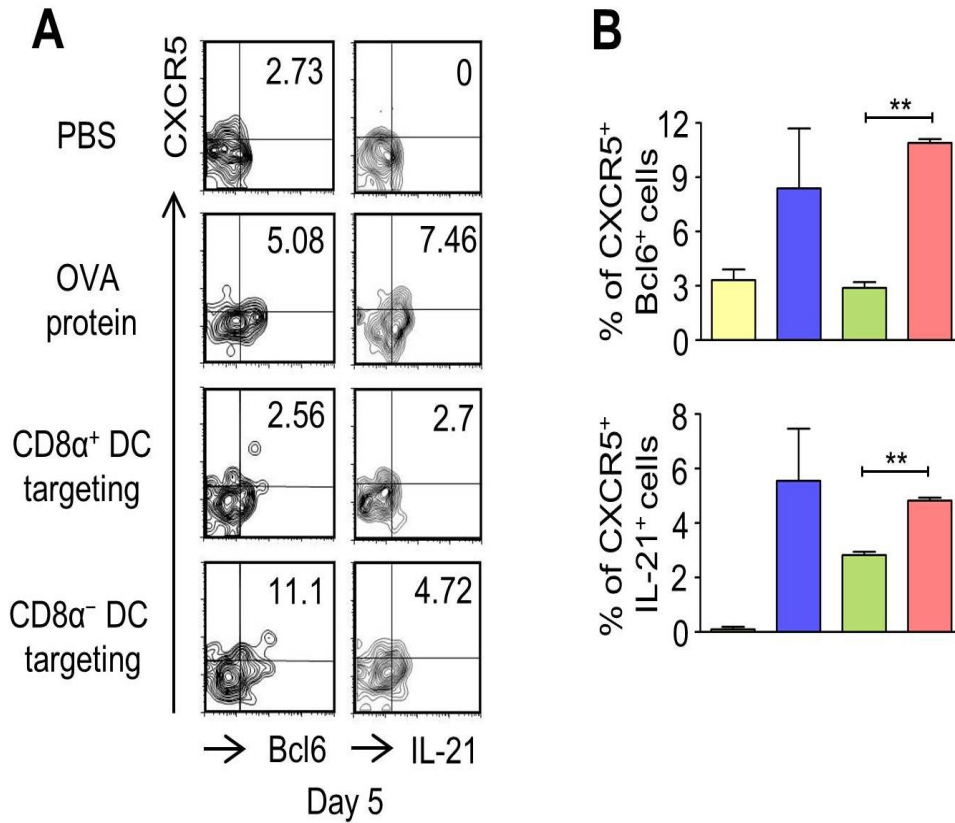 A
CXCR5
PBS
2.73
0
OVA
protein
5.08
7.46
CD8α⁺ DC
targeting
2.56
2.7
CD8α⁻ DC
targeting
11.1
4.72
→ Bcl6
→ IL-21
Day 5
B
% of CXCR5⁺
Bcl6⁺ cells
12
9
6
3
0
**
% of CXCR5⁺
IL-21⁺ cells
8
6
4
2
0
**